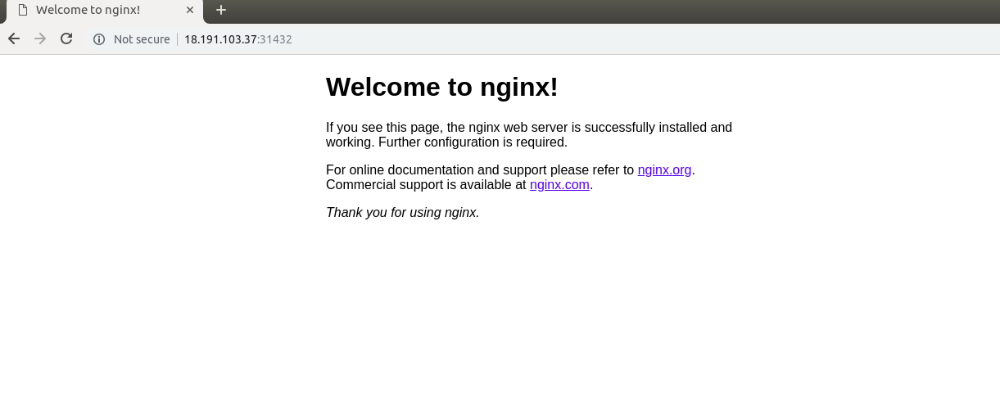 Welcome to nginx!
Not secure 18.191.103.37:31432
Welcome to nginx!
If you see this page, the nginx web server is successfully installed and
working. Further configuration is required.
For online documentation and support please refer to nginx.org.
Commercial support is available at nginx.com.
Thank you for using nginx.